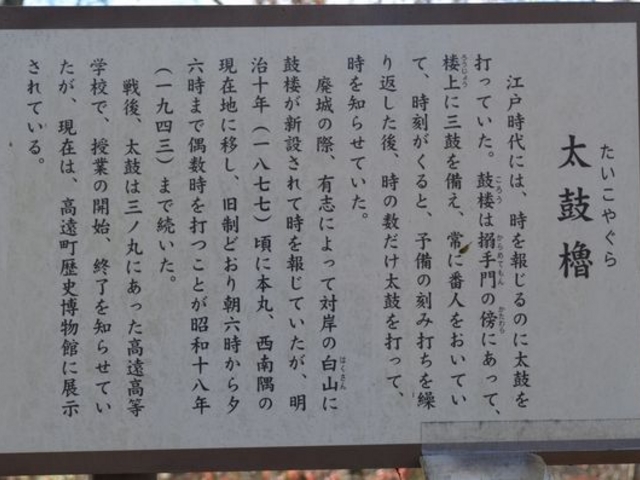 たいこやぐら
太鼓櫓
江戸時代には、時を報じるのに太鼓を
打っていた。鼓楼は搦手門の傍にあって、
楼上に三鼓を備え、常に番人をおいてい
て、時刻がくると、予備の刻み打ちを繰
り返した後、時の数だけ太鼓を打って、
時を知らせていた。
廃城の際、有志によって対岸の白山に
鼓楼が新設されて時を報じていたが、明
治十年（一八七七）頃に本丸、西南隅の
現在地に移し、旧制どおり朝六時から夕
六時まで偶数時を打つことが昭和十八年
（一九四三）まで続いた。
戦後、太鼓は三ノ丸にあった高遠高等
学校で、授業の開始、終了を知らせてい
たが、現在は、高遠町歴史博物館に展示
されている。